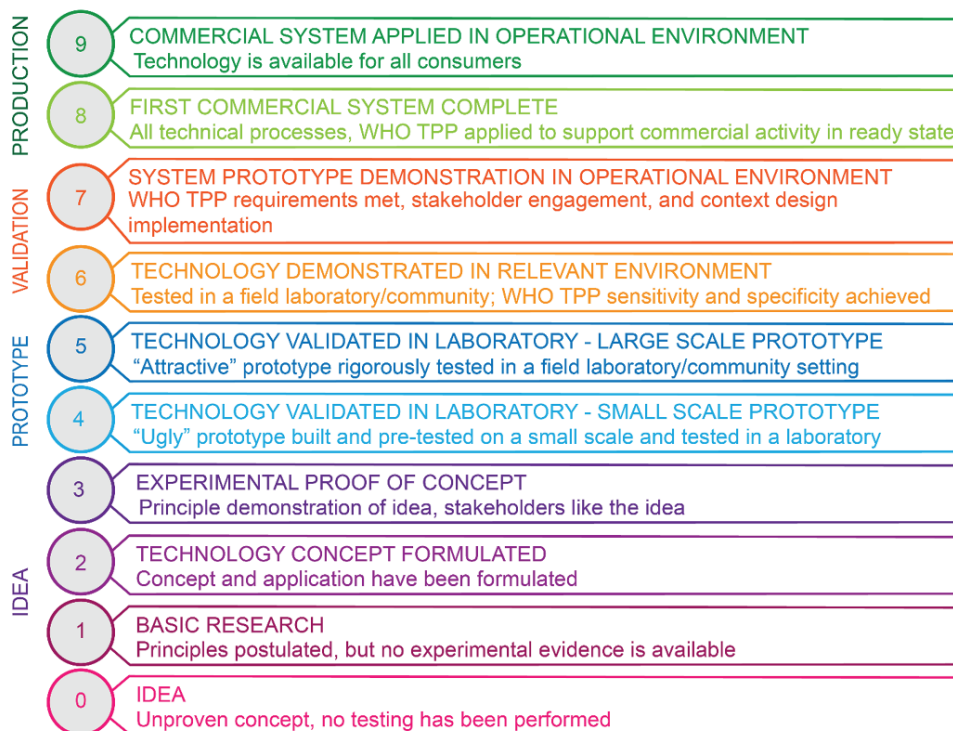 PRODUCTION
9
COMMERCIAL SYSTEM APPLIED IN OPERATIONAL ENVIRONMENT
Technology is available for all consumers
8
FIRST COMMERCIAL SYSTEM COMPLETE
All technical processes, WHO TPP applied to support commercial activity in ready state
VALIDATION
7
SYSTEM PROTOTYPE DEMONSTRATION IN OPERATIONAL ENVIRONMENT
WHO TPP requirements met, stakeholder engagement, and context design
implementation
6
TECHNOLOGY DEMONSTRATED IN RELEVANT ENVIRONMENT
Tested in a field laboratory/community; WHO TPP sensitivity and specificity achieved
PROTOTYPE
5
TECHNOLOGY VALIDATED IN LABORATORY - LARGE SCALE PROTOTYPE
“Attractive” prototype rigorously tested in a field laboratory/community setting
4
TECHNOLOGY VALIDATED IN LABORATORY - SMALL SCALE PROTOTYPE
“Ugly” prototype built and pre-tested on a small scale and tested in a laboratory
IDEA
3
EXPERIMENTAL PROOF OF CONCEPT
Principle demonstration of idea, stakeholders like the idea
2
TECHNOLOGY CONCEPT FORMULATED
Concept and application have been formulated
1
BASIC RESEARCH
Principles postulated, but no experimental evidence is available
0
IDEA
Unproven concept, no testing has been performed